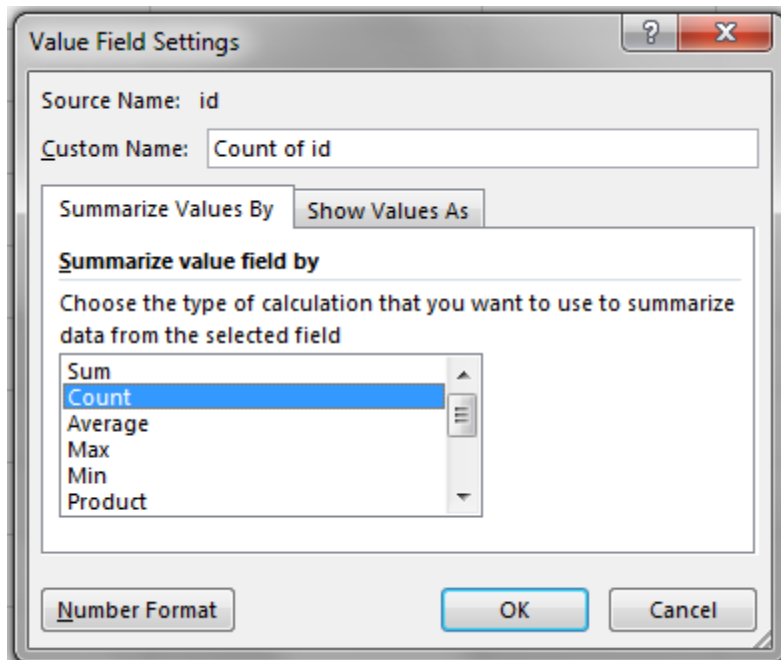 Value Field Settings
Source Name: id
Custom Name: Count of id
Summarize Values By Show Values As
Summarize value field by
Choose the type of calculation that you want to use to summarize
data from the selected field
Sum
Count
Average
Max
Min
Product
Number Format OK Cancel